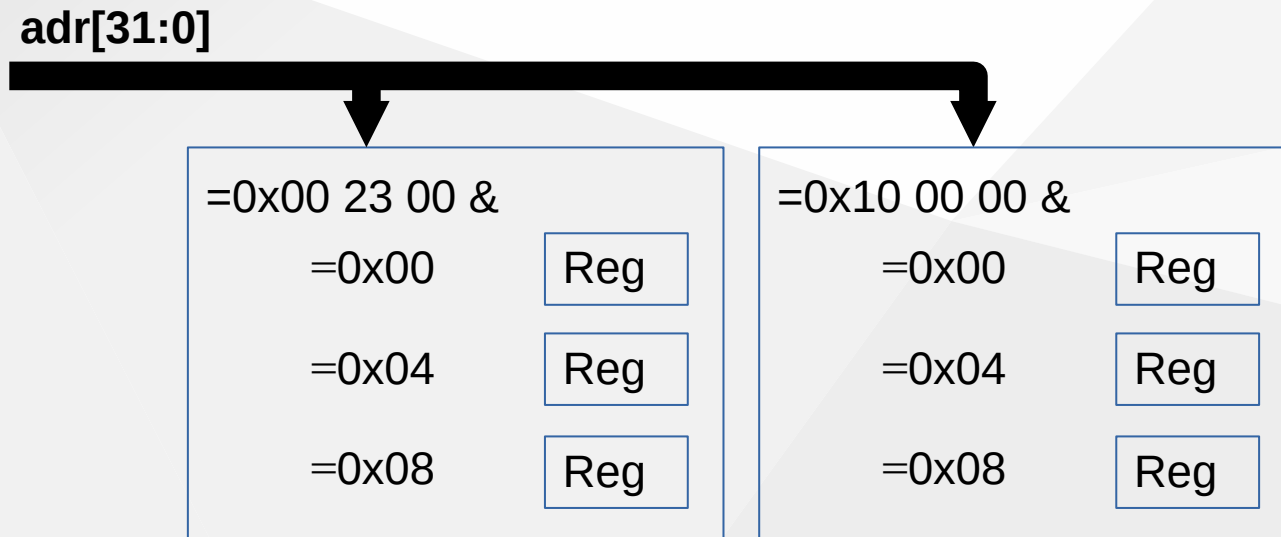 adr[31:0]
=0x00 23 00 &
=0x00 Reg
=0x04 Reg
=0x08 Reg
=0x10 00 00 &
=0x00 Reg
=0x04 Reg
=0x08 Reg